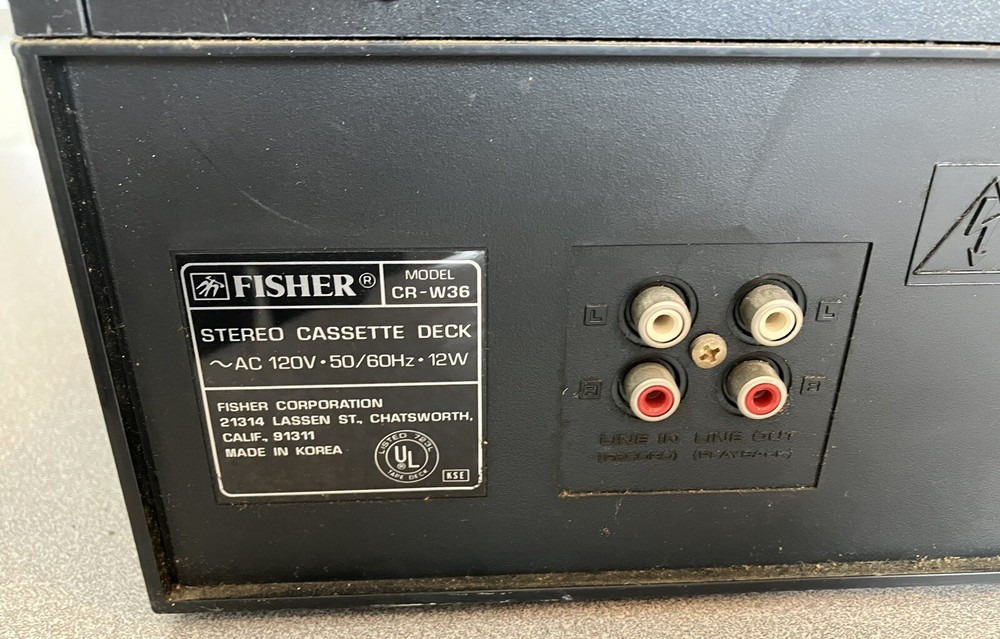 FISHER®
MODEL
CR-W36
STEREO CASSETTE DECK
~AC 120V·50/60Hz·12W
FISHER CORPORATION
21314 LASSEN ST., CHATSWORTH,
CALIF., 91311
MADE IN KOREA
LISTED 723L
UL
®
TAPE DECK
KSE
L
L
R
R
LINE IN LINE OUT
(RECORD) (PLAYBACK)